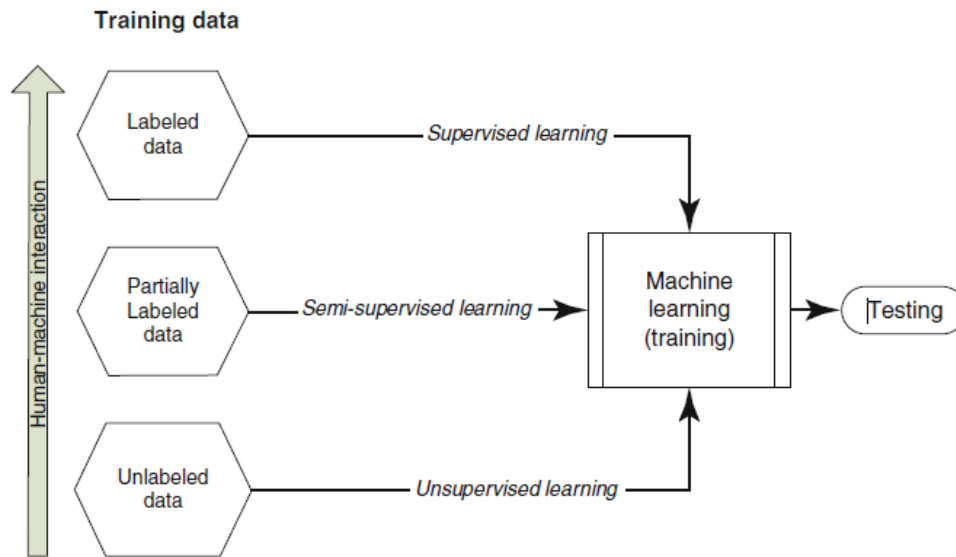 Training data
Human-machine interaction
Labeled
data
Supervised learning
Partially
Labeled
data
Semi-supervised learning
Machine
learning
(training)
Testing
Unlabeled
data
Unsupervised learning